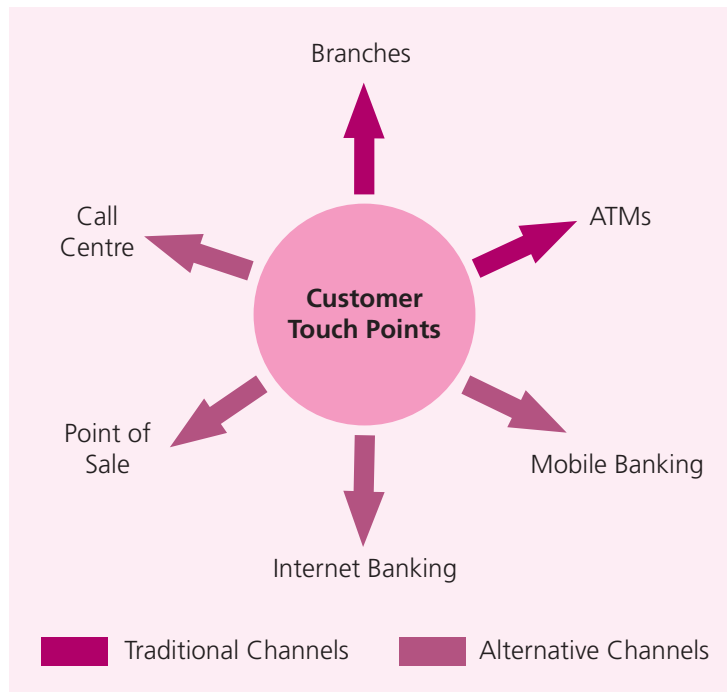 Branches
Call
Centre
ATMs
Customer
Touch Points
Point of
Sale
Mobile Banking
Internet Banking
Traditional Channels
Alternative Channels